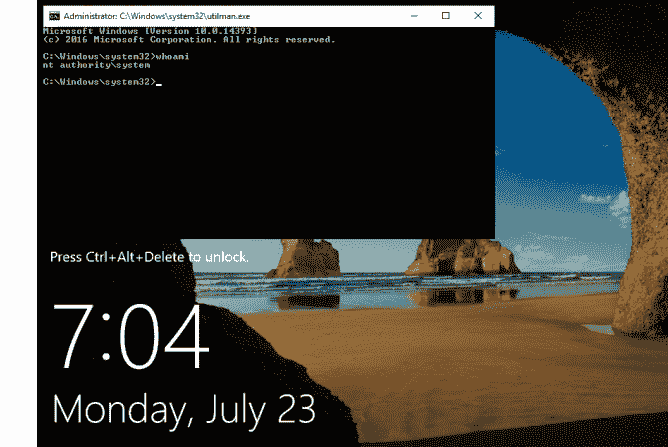 Administrator: C:\Windows\system32\utilman.exe
Microsoft Windows [Version 10.0.14393]
(c) 2016 Microsoft Corporation. All rights reserved.
C:\Windows\system32>whoami
nt authority\system
C:\Windows\system32>_
Press Ctrl+Alt+Delete to unlock.
7:04
Monday, July 23